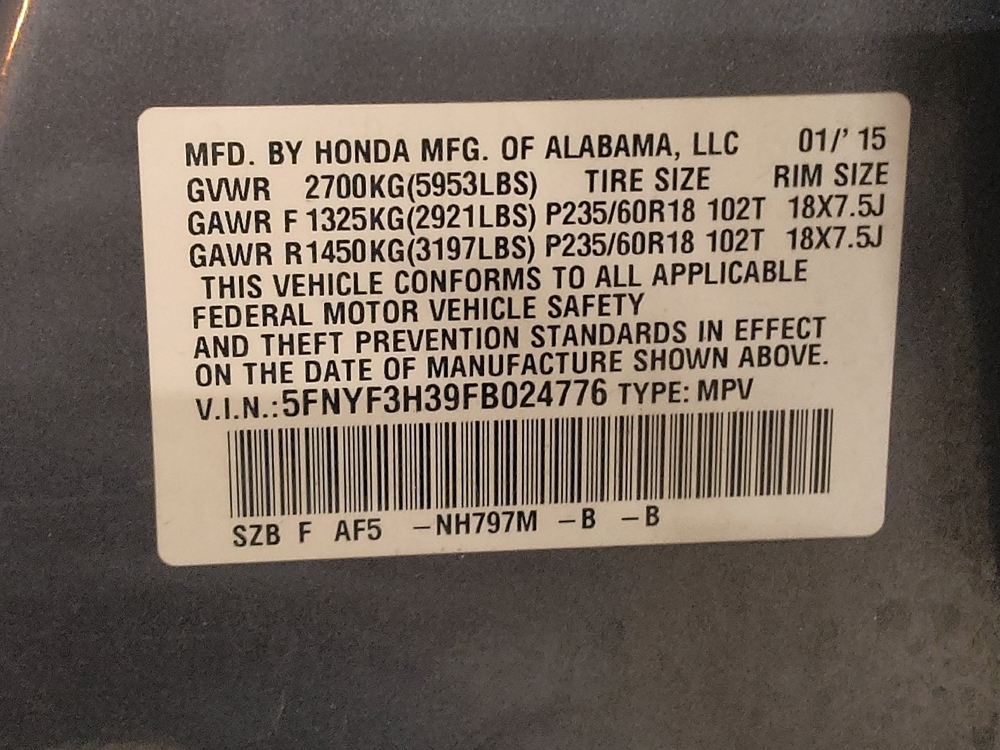 MFD. BY HONDA MFG. OF ALABAMA, LLC 01/' 15
GVWR 2700KG(5953LBS) TIRE SIZE RIM SIZE
GAWR F 1325KG(2921LBS) P235/60R18 102T 18X7.5J
GAWR R1450KG(3197LBS) P235/60R18 102T 18X7.5J
THIS VEHICLE CONFORMS TO ALL APPLICABLE
FEDERAL MOTOR VEHICLE SAFETY
AND THEFT PREVENTION STANDARDS IN EFFECT
ON THE DATE OF MANUFACTURE SHOWN ABOVE.
V.I.N.:5FNYF3H39FB024776 TYPE: MPV
SZB F AF5 –NH797M –B –B